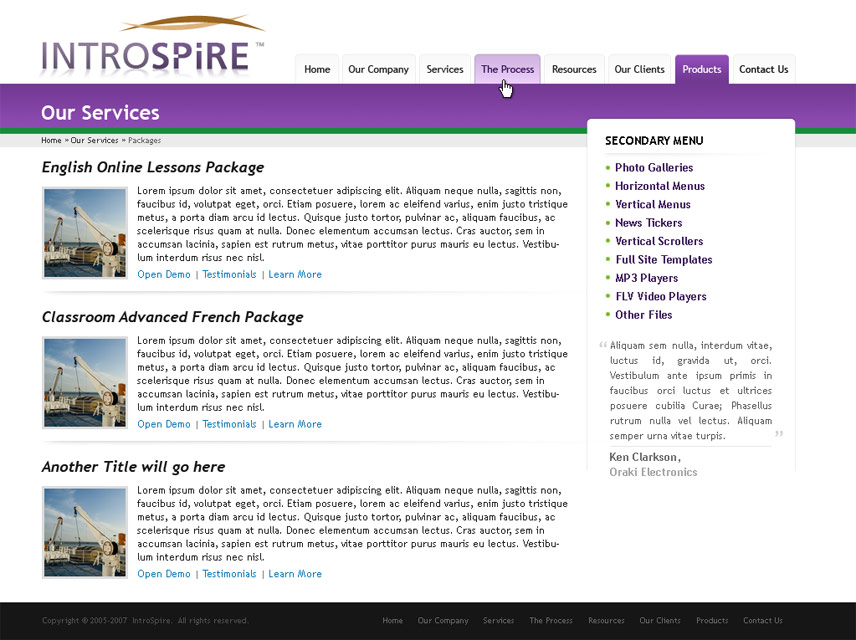 INTROSPiRE ™
Home Our Company Services The Process Resources Our Clients Products Contact Us
Our Services
Home » Our Services » Packages
English Online Lessons Package
Lorem ipsum dolor sit amet, consectetuer adipiscing elit. Aliquam neque nulla, sagittis non,
faucibus id, volutpat eget, orci. Etiam posuere, lorem ac eleifend varius, enim justo tristique
metus, a porta diam arcu id lectus. Quisque justo tortor, pulvinar ac, aliquam faucibus, ac
scelerisque risus quam at nulla. Donec elementum accumsan lectus. Cras auctor, sem in
accumsan lacinia, sapien est rutrum metus, vitae porttitor purus mauris eu lectus. Vestibu-
lum interdum risus nec nisl.
Open Demo | Testimonials | Learn More
Classroom Advanced French Package
Lorem ipsum dolor sit amet, consectetuer adipiscing elit. Aliquam neque nulla, sagittis non,
faucibus id, volutpat eget, orci. Etiam posuere, lorem ac eleifend varius, enim justo tristique
metus, a porta diam arcu id lectus. Quisque justo tortor, pulvinar ac, aliquam faucibus, ac
scelerisque risus quam at nulla. Donec elementum accumsan lectus. Cras auctor, sem in
accumsan lacinia, sapien est rutrum metus, vitae porttitor purus mauris eu lectus. Vestibu-
lum interdum risus nec nisl.
Open Demo | Testimonials | Learn More
Another Title will go here
Lorem ipsum dolor sit amet, consectetuer adipiscing elit. Aliquam neque nulla, sagittis non,
faucibus id, volutpat eget, orci. Etiam posuere, lorem ac eleifend varius, enim justo tristique
metus, a porta diam arcu id lectus. Quisque justo tortor, pulvinar ac, aliquam faucibus, ac
scelerisque risus quam at nulla. Donec elementum accumsan lectus. Cras auctor, sem in
accumsan lacinia, sapien est rutrum metus, vitae porttitor purus mauris eu lectus. Vestibu-
lum interdum risus nec nisl.
Open Demo | Testimonials | Learn More
SECONDARY MENU
• Photo Galleries
• Horizontal Menus
• Vertical Menus
• News Tickers
• Vertical Scrollers
• Full Site Templates
• MP3 Players
• FLV Video Players
• Other Files
“ Aliquam sem nulla, interdum vitae,
luctus id, gravida ut, orci.
Vestibulum ante ipsum primis in
faucibus orci luctus et ultrices
posuere cubilia Curae; Phasellus
rutrum nulla vel lectus. Aliquam
semper urna vitae turpis. ”
Ken Clarkson,
Oraki Electronics
Copyright © 2005-2007 IntroSpire. All rights reserved.
Home Our Company Services The Process Resources Our Clients Products Contact Us